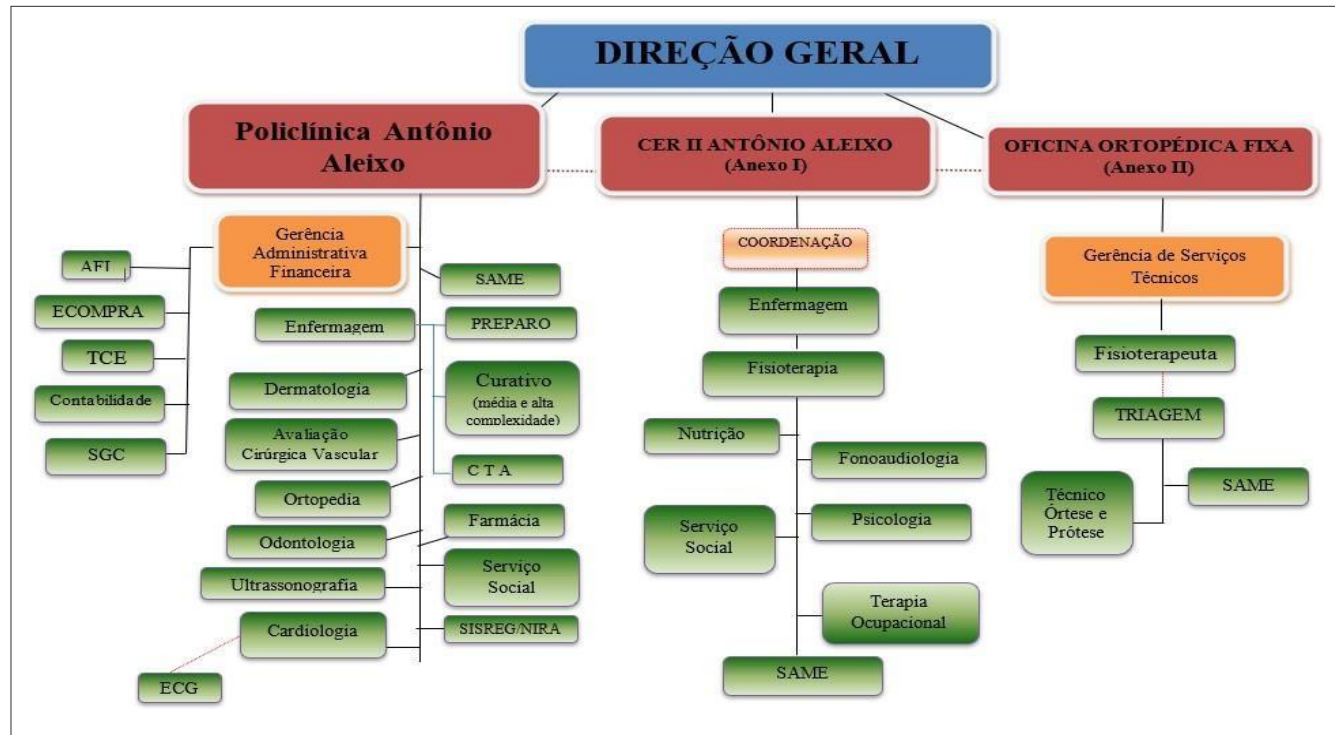 DIREÇÃO GERAL
Policlínica Antônio
Aleixo
CER II ANTÔNIO ALEIXO
(Anexo I)
OFICINA ORTOPÉDICA FIXA
(Anexo II)
Gerência
Administrativa
Financeira
AFI
ECOMPRA
TCE
Contabilidade
SGC
SAME
Enfermagem
PREPARO
Dermatologia
Curativo
(média e alta
complexidade)
Avaliação
Cirúrgica Vascular
C T A
Ortopedia
Farmácia
Odontologia
Serviço
Social
Ultrassonografia
Cardiologia
SISREG/NIRA
ECG
COORDENAÇÃO
Enfermagem
Fisioterapia
Nutrição
Fonoaudiologia
Serviço
Social
Psicologia
Terapia
Ocupacional
SAME
Gerência de Serviços
Técnicos
Fisioterapeuta
TRIAGEM
SAME
Técnico
Órtese e
Prótese